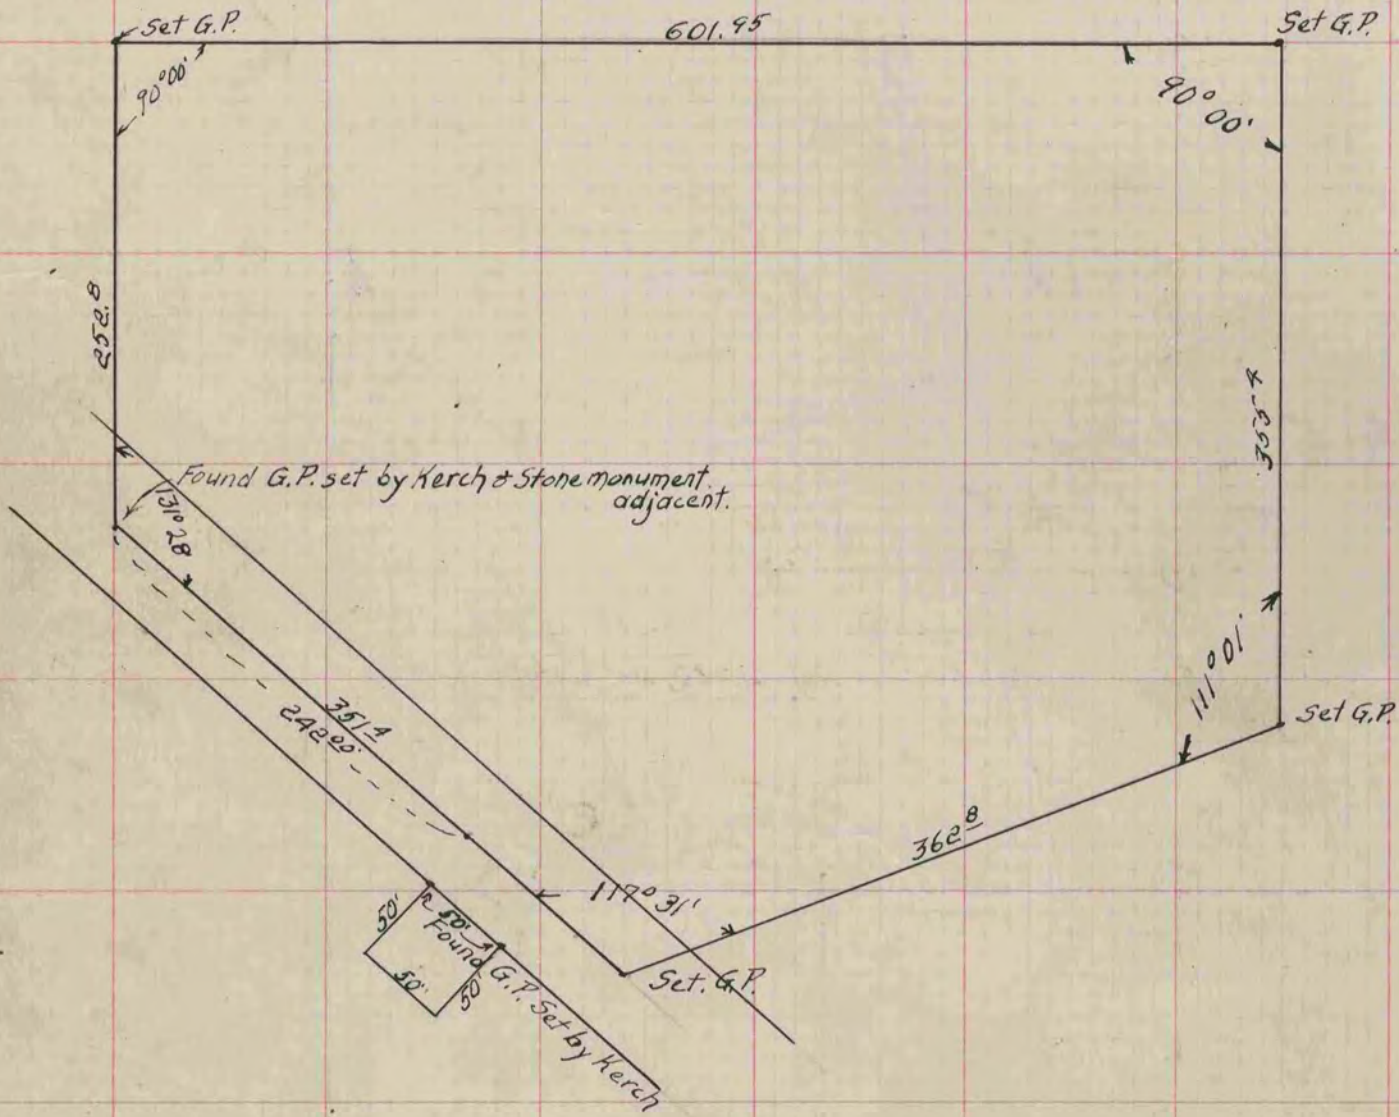 Set G.P.
601.95
Set G.P.
90°00'
90°00'
252.8
355.4
Found G.P. set by Kerch & Stone monument.
adjacent.
131°28
111°01'
Set G.P.
351.4
242.00'
362.8
117°31'
50'
50'
Found G.P. Set by Kerch
50'
50'
Set. G.P.